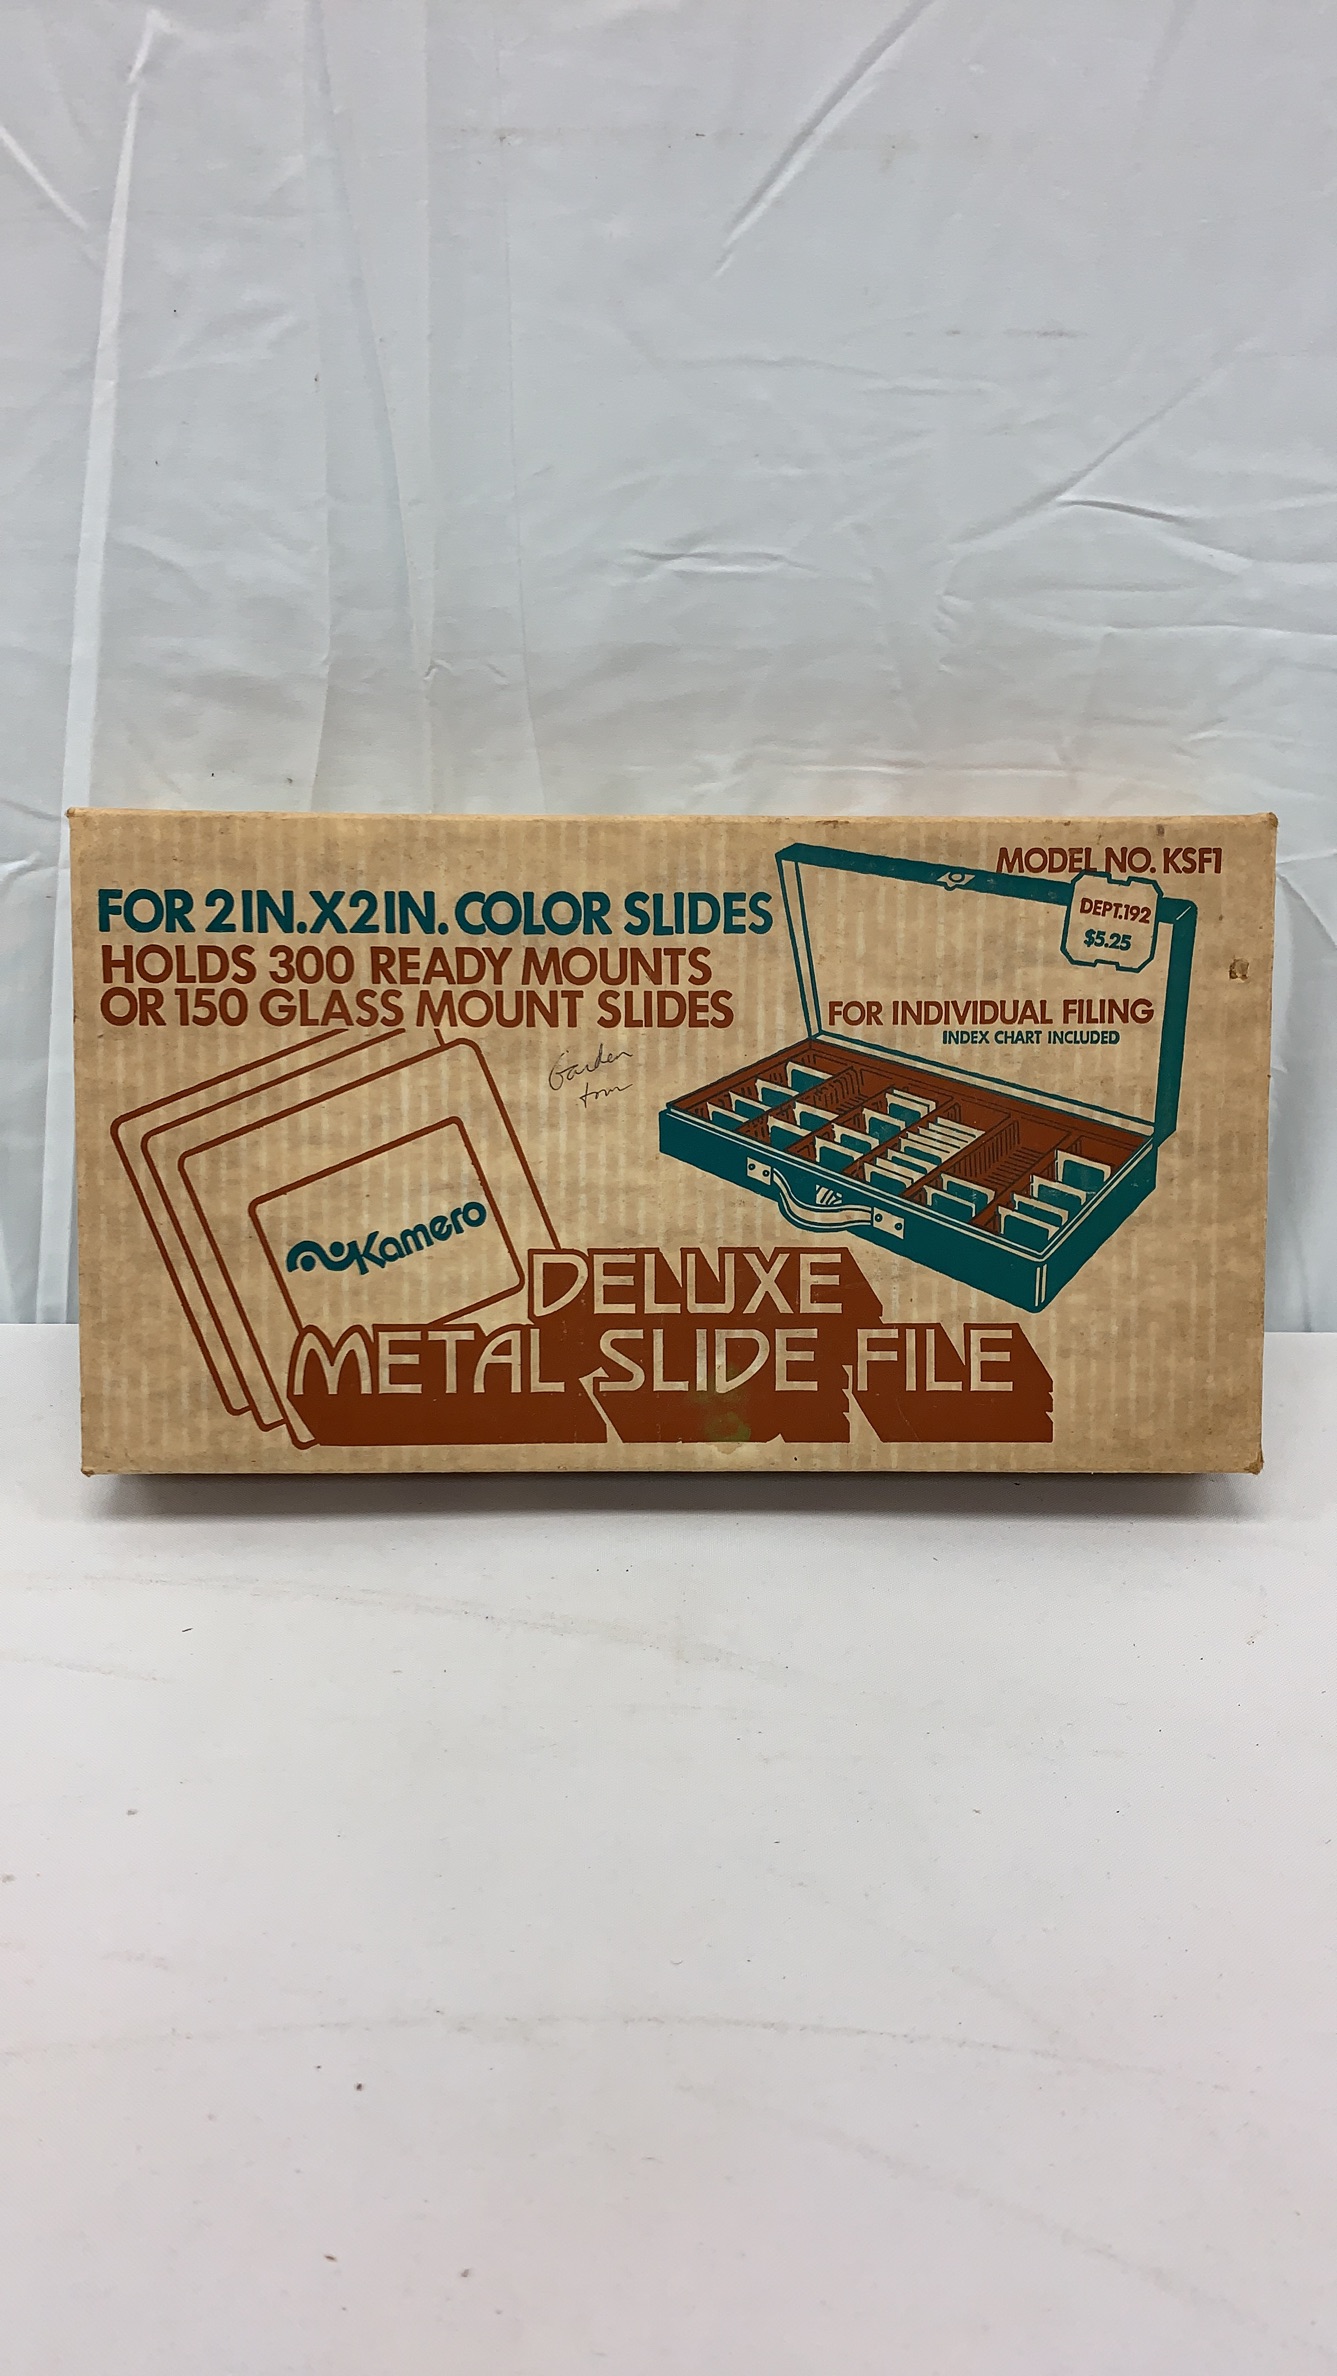 MODEL NO. KSF1
DEPT.192
$5.25
FOR 2IN.X2IN. COLOR SLIDES
HOLDS 300 READY MOUNTS
OR 150 GLASS MOUNT SLIDES
FOR INDIVIDUAL FILING
INDEX CHART INCLUDED
Garden
Kamero
DELUXE
METAL SLIDE FILE